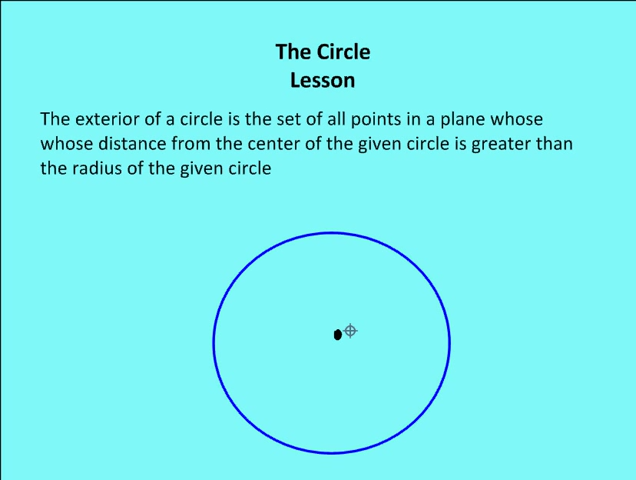 The Circle
Lesson
The exterior of a circle is the set of all points in a plane whose
whose distance from the center of the given circle is greater than
the radius of the given circle